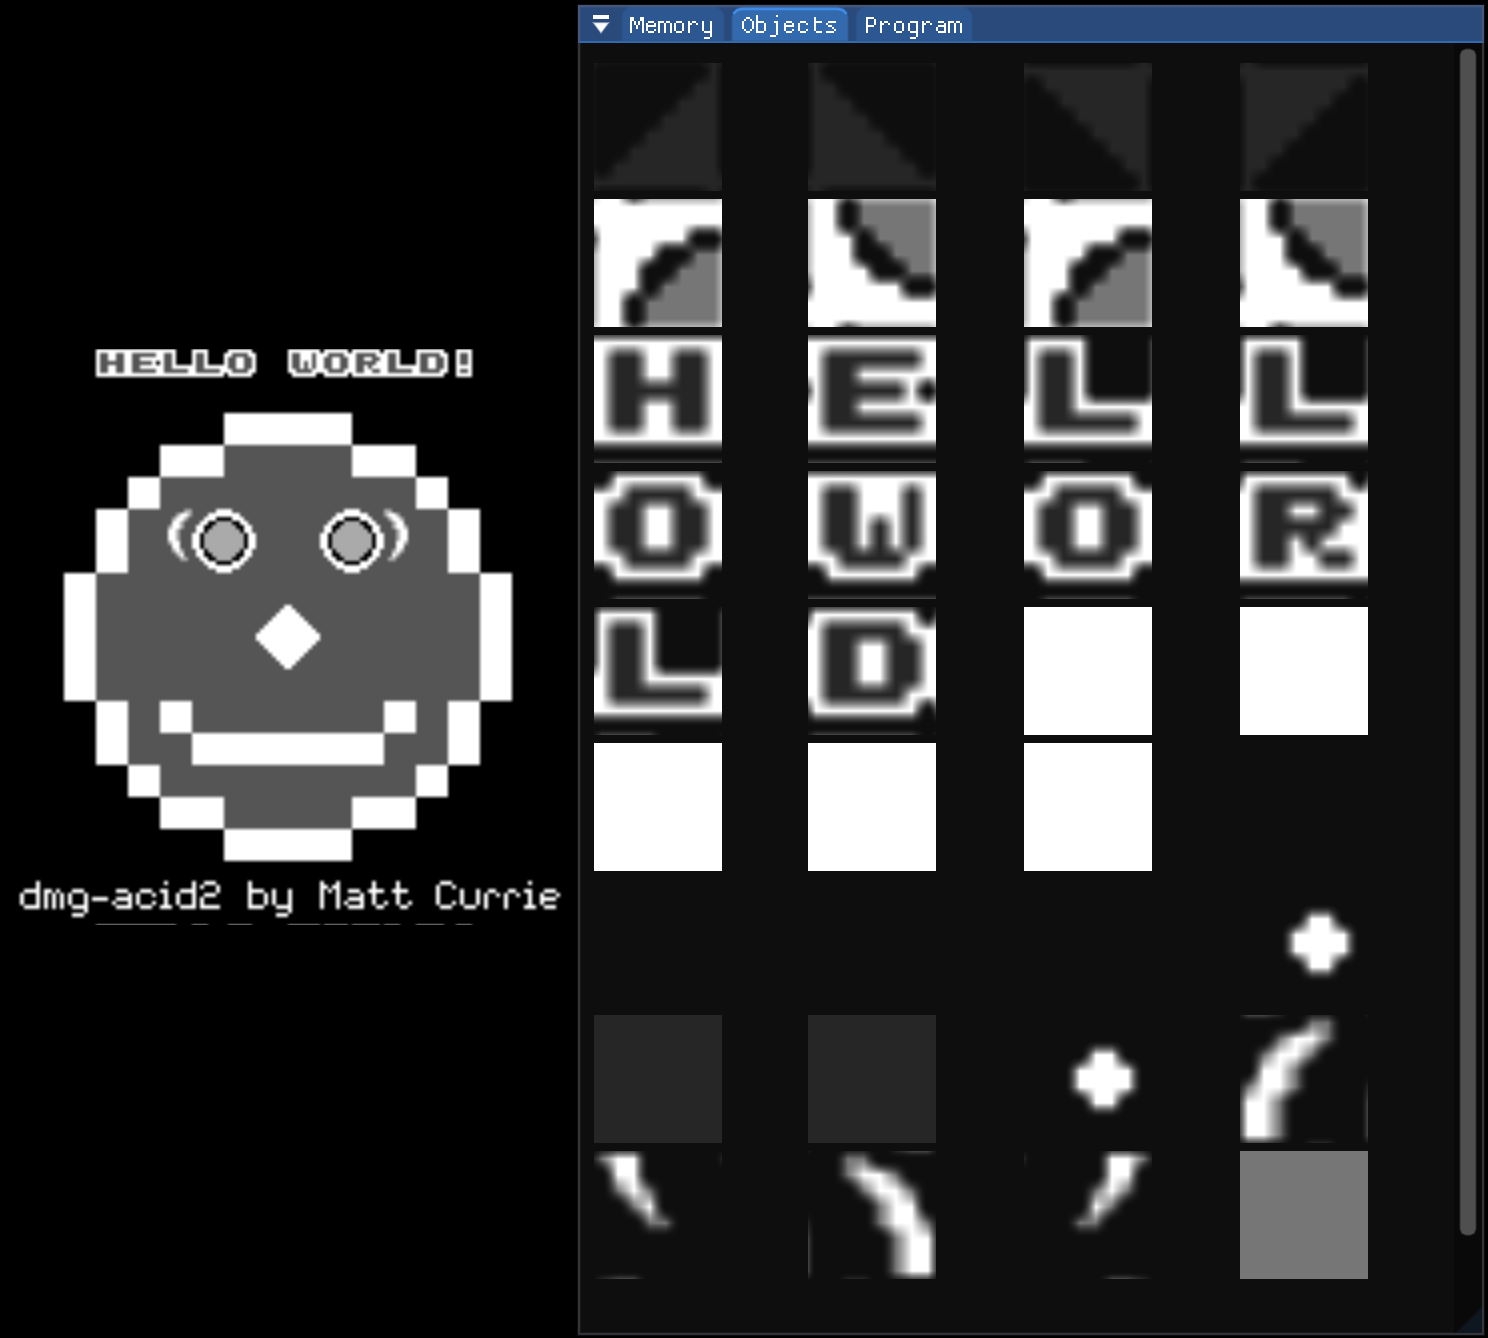 Memory Objects Program
HELLO WORLD!
dmg-acid2 by Matt Currie
H E L L
O W O R
L D